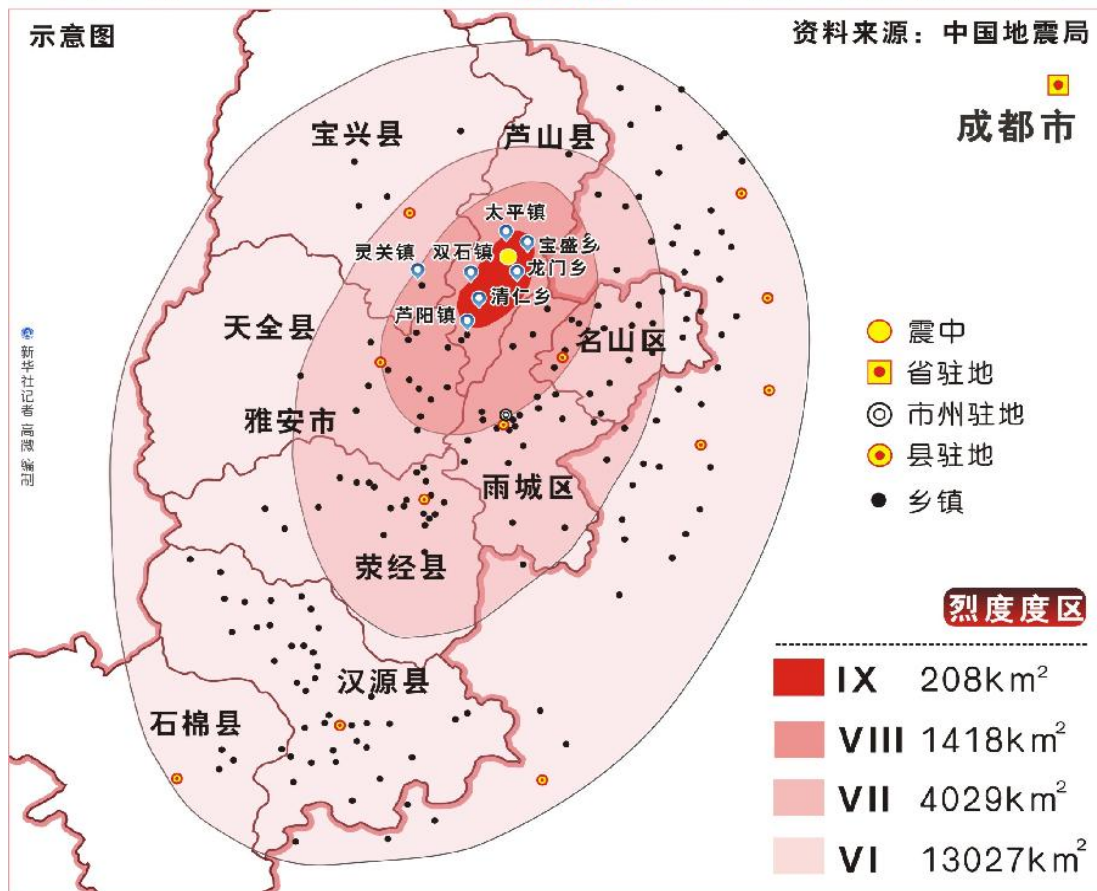 示意图
资料来源：中国地震局
成都市
宝兴县
芦山县
太平镇
灵关镇
双石镇
宝盛乡
龙门乡
清仁乡
芦阳镇
天全县
名山区
雅安市
雨城区
荥经县
汉源县
石棉县
新华社记者 高微 编制
震中
省驻地
市州驻地
县驻地
乡镇
烈度度区
IX 208km²
VIII 1418km²
VII 4029km²
VI 13027km²